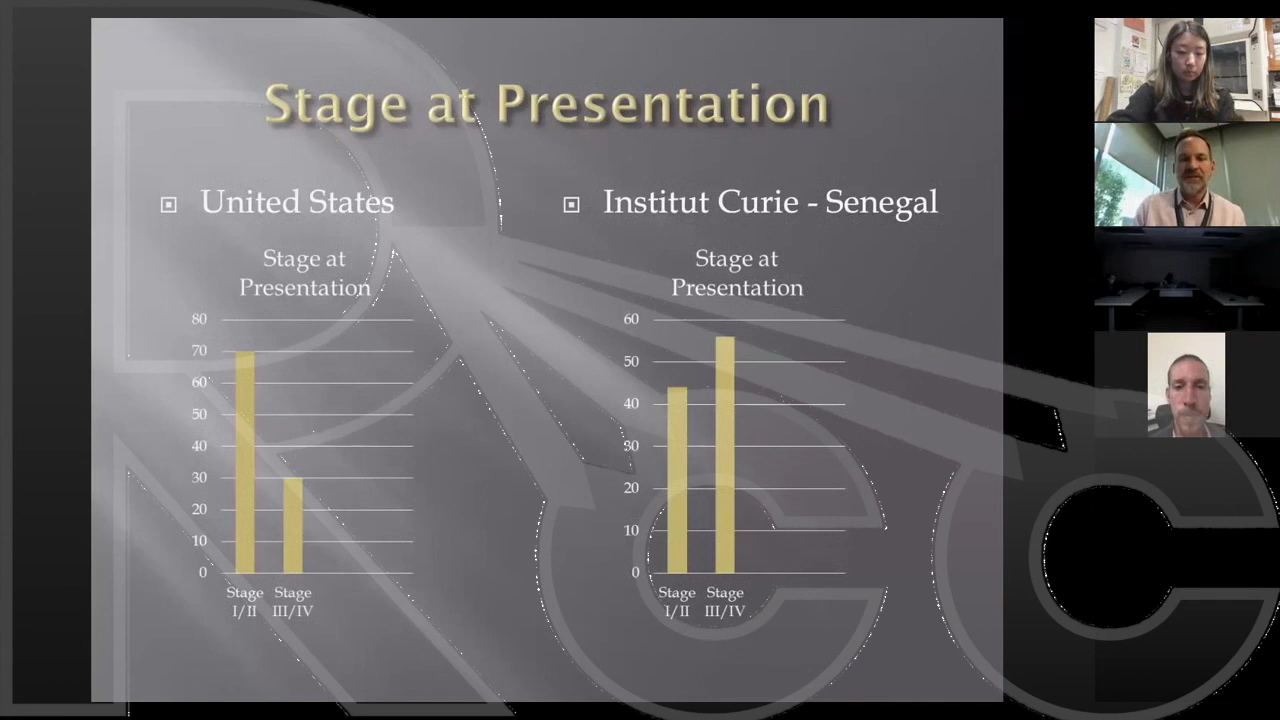 Stage at Presentation
United States
Stage at
Presentation
80
70
60
50
40
30
20
10
0
Stage
I/II
Stage
III/IV
Institut Curie - Senegal
Stage at
Presentation
60
50
40
30
20
10
0
Stage
I/II
Stage
III/IV
RCC